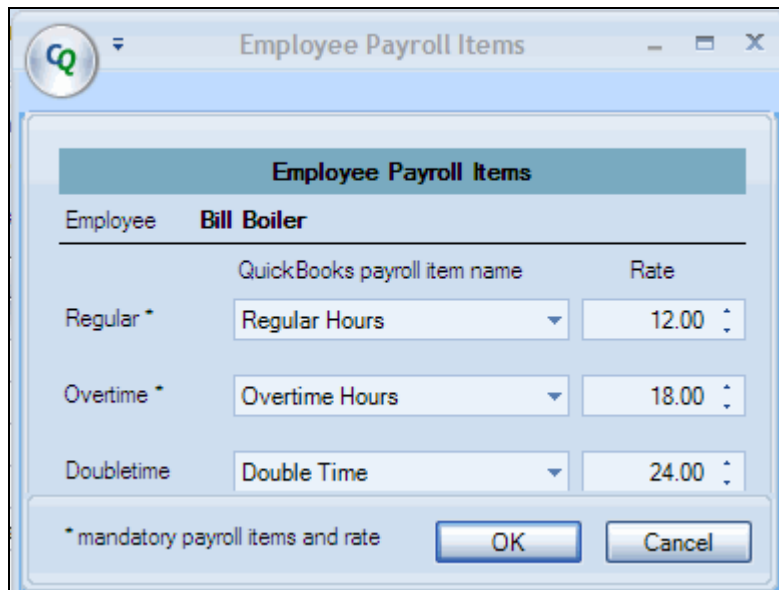 CQ Employee Payroll Items
Employee Payroll Items
Employee Bill Boiler
QuickBooks payroll item name Rate
Regular * Regular Hours 12.00
Overtime * Overtime Hours 18.00
Doubletime Double Time 24.00
* mandatory payroll items and rate OK Cancel